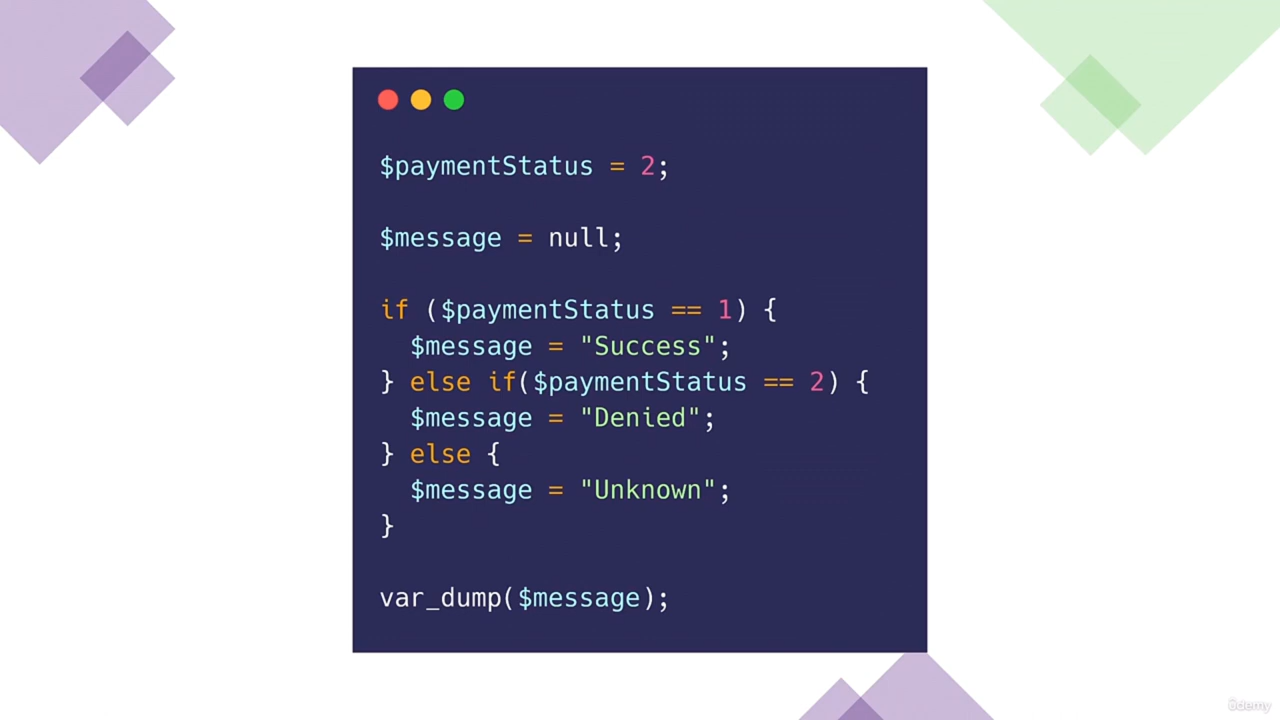 $paymentStatus = 2;
$message = null;
if ($paymentStatus == 1) {
  $message = "Success";
} else if($paymentStatus == 2) {
  $message = "Denied";
} else {
  $message = "Unknown";
}
var_dump($message);
ûdemy